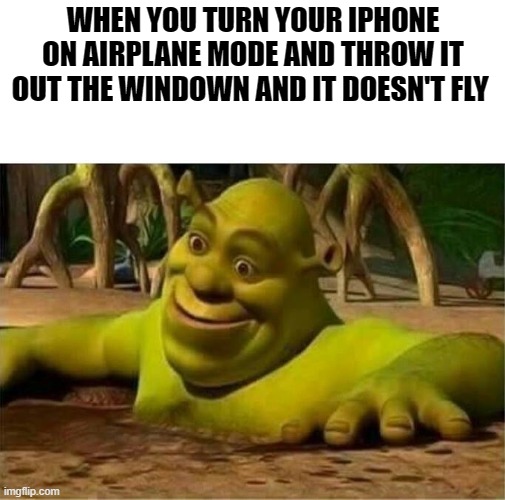 WHEN YOU TURN YOUR IPHONE
ON AIRPLANE MODE AND THROW IT
OUT THE WINDOWN AND IT DOESN'T FLY
imgflip.com